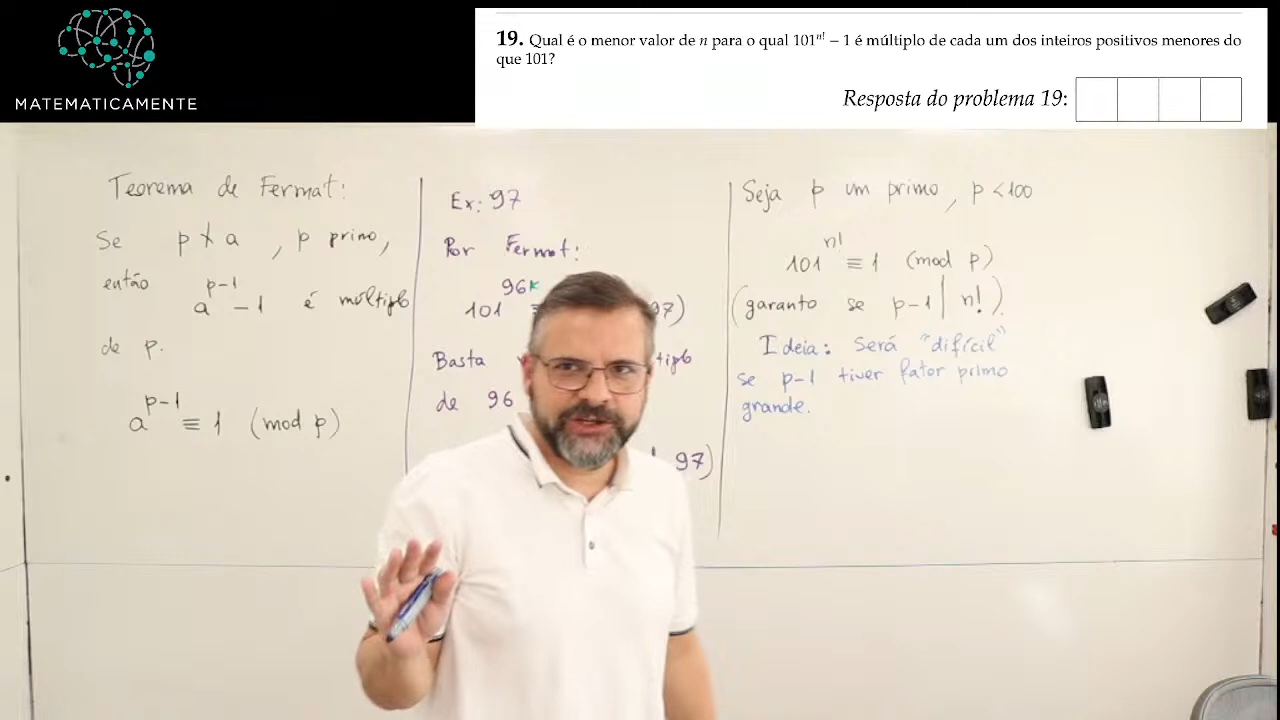 MATEMATICAMENTE
19. Qual é o menor valor de n para o qual 101^n! − 1 é múltiplo de cada um dos inteiros positivos menores do
que 101?
Resposta do problema 19:
Teorema de Fermat:
Se p ∤ a , p primo,
então a^p-1 - 1 é múltiplo
de p.
a^p-1 ≡ 1 (mod p)
Ex: 97
Por Fermat:
96k
101 97)
Basta
de 96
97)
Seja p um primo, p < 100
101^n! ≡ 1 (mod p)
(garanto se p-1 | n!).
Ideia: Será "difícil"
se p-1 tiver fator primo
grande.